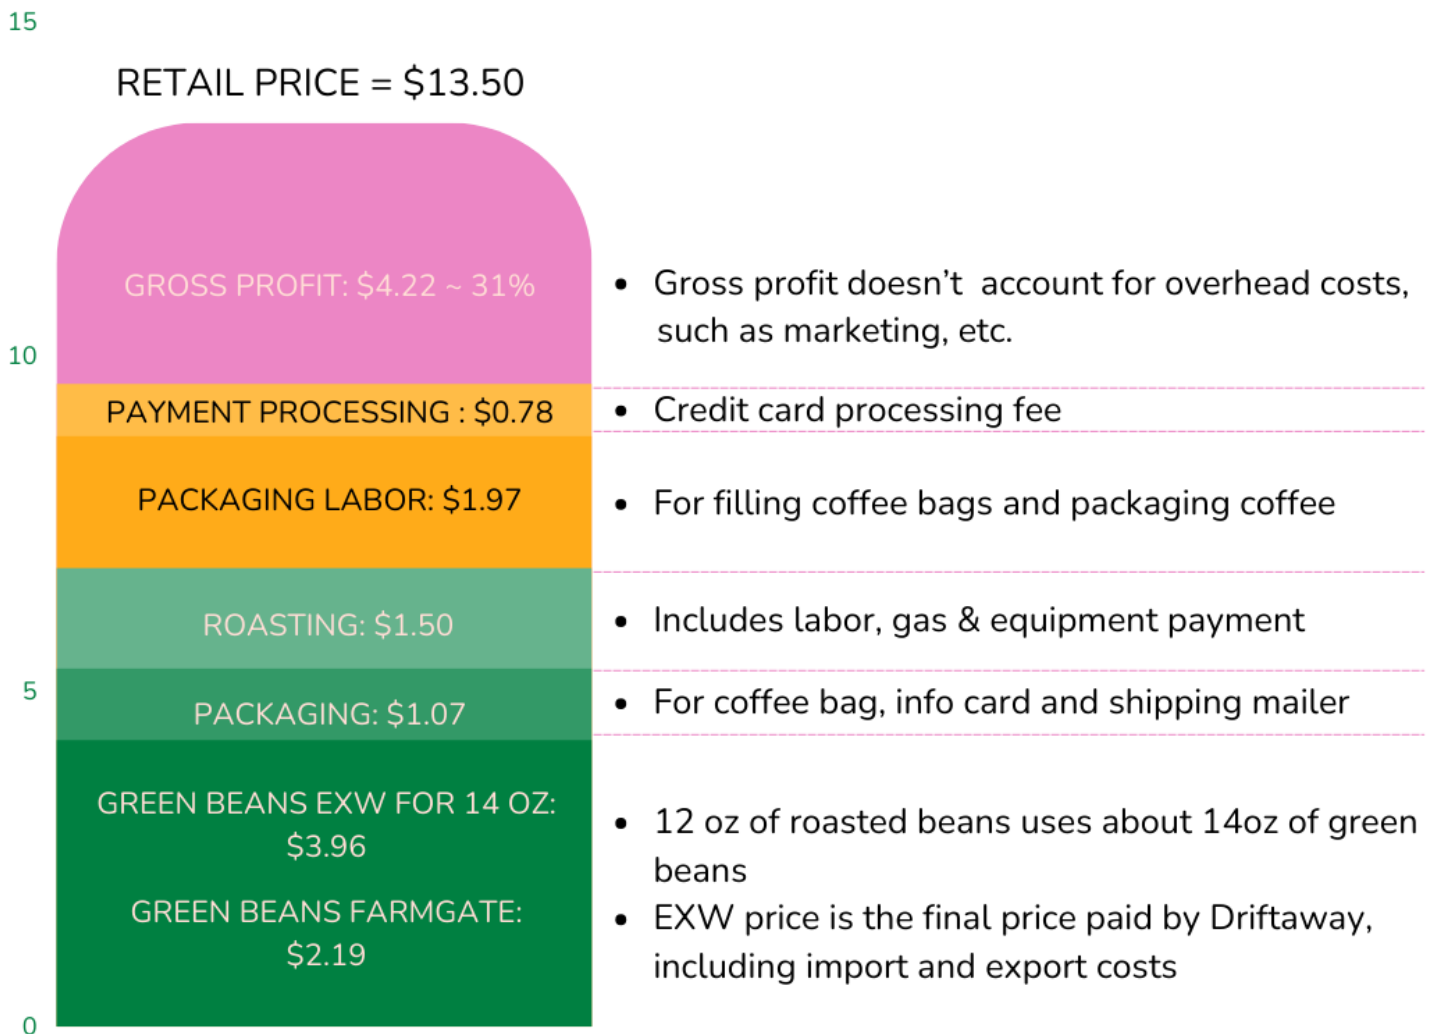 15
RETAIL PRICE = $13.50
GROSS PROFIT: $4.22 ~ 31%
• Gross profit doesn’t  account for overhead costs,
such as marketing, etc.
10
PAYMENT PROCESSING : $0.78
• Credit card processing fee
PACKAGING LABOR: $1.97
• For filling coffee bags and packaging coffee
ROASTING: $1.50
• Includes labor, gas & equipment payment
5
PACKAGING: $1.07
• For coffee bag, info card and shipping mailer
GREEN BEANS EXW FOR 14 OZ:
$3.96
• 12 oz of roasted beans uses about 14oz of green
beans
GREEN BEANS FARMGATE:
$2.19
• EXW price is the final price paid by Driftaway,
including import and export costs
0